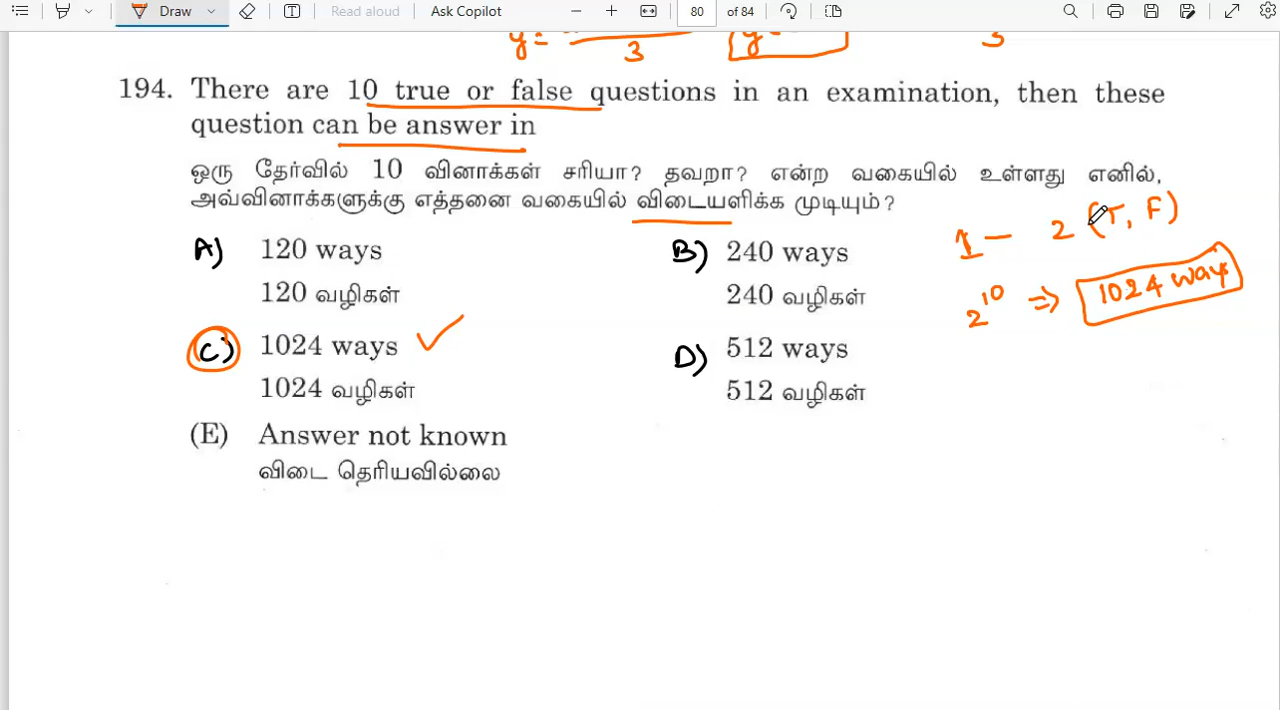 Draw Read aloud Ask Copilot 80 of 84
3 3
194. There are 10 true or false questions in an examination, then these
question can be answer in
ஒரு தேர்வில் 10 வினாக்கள் சரியா? தவறா? என்ற வகையில் உள்ளது எனில்,
அவ்வினாக்களுக்கு எத்தனை வகையில் விடையளிக்க முடியும்?
1 — 2 (T, F)
A) 120 ways B) 240 ways
120 வழிகள் 240 வழிகள்
2^10 ⇒ 1024 ways
C) 1024 ways ✓ D) 512 ways
1024 வழிகள் 512 வழிகள்
(E) Answer not known
விடை தெரியவில்லை